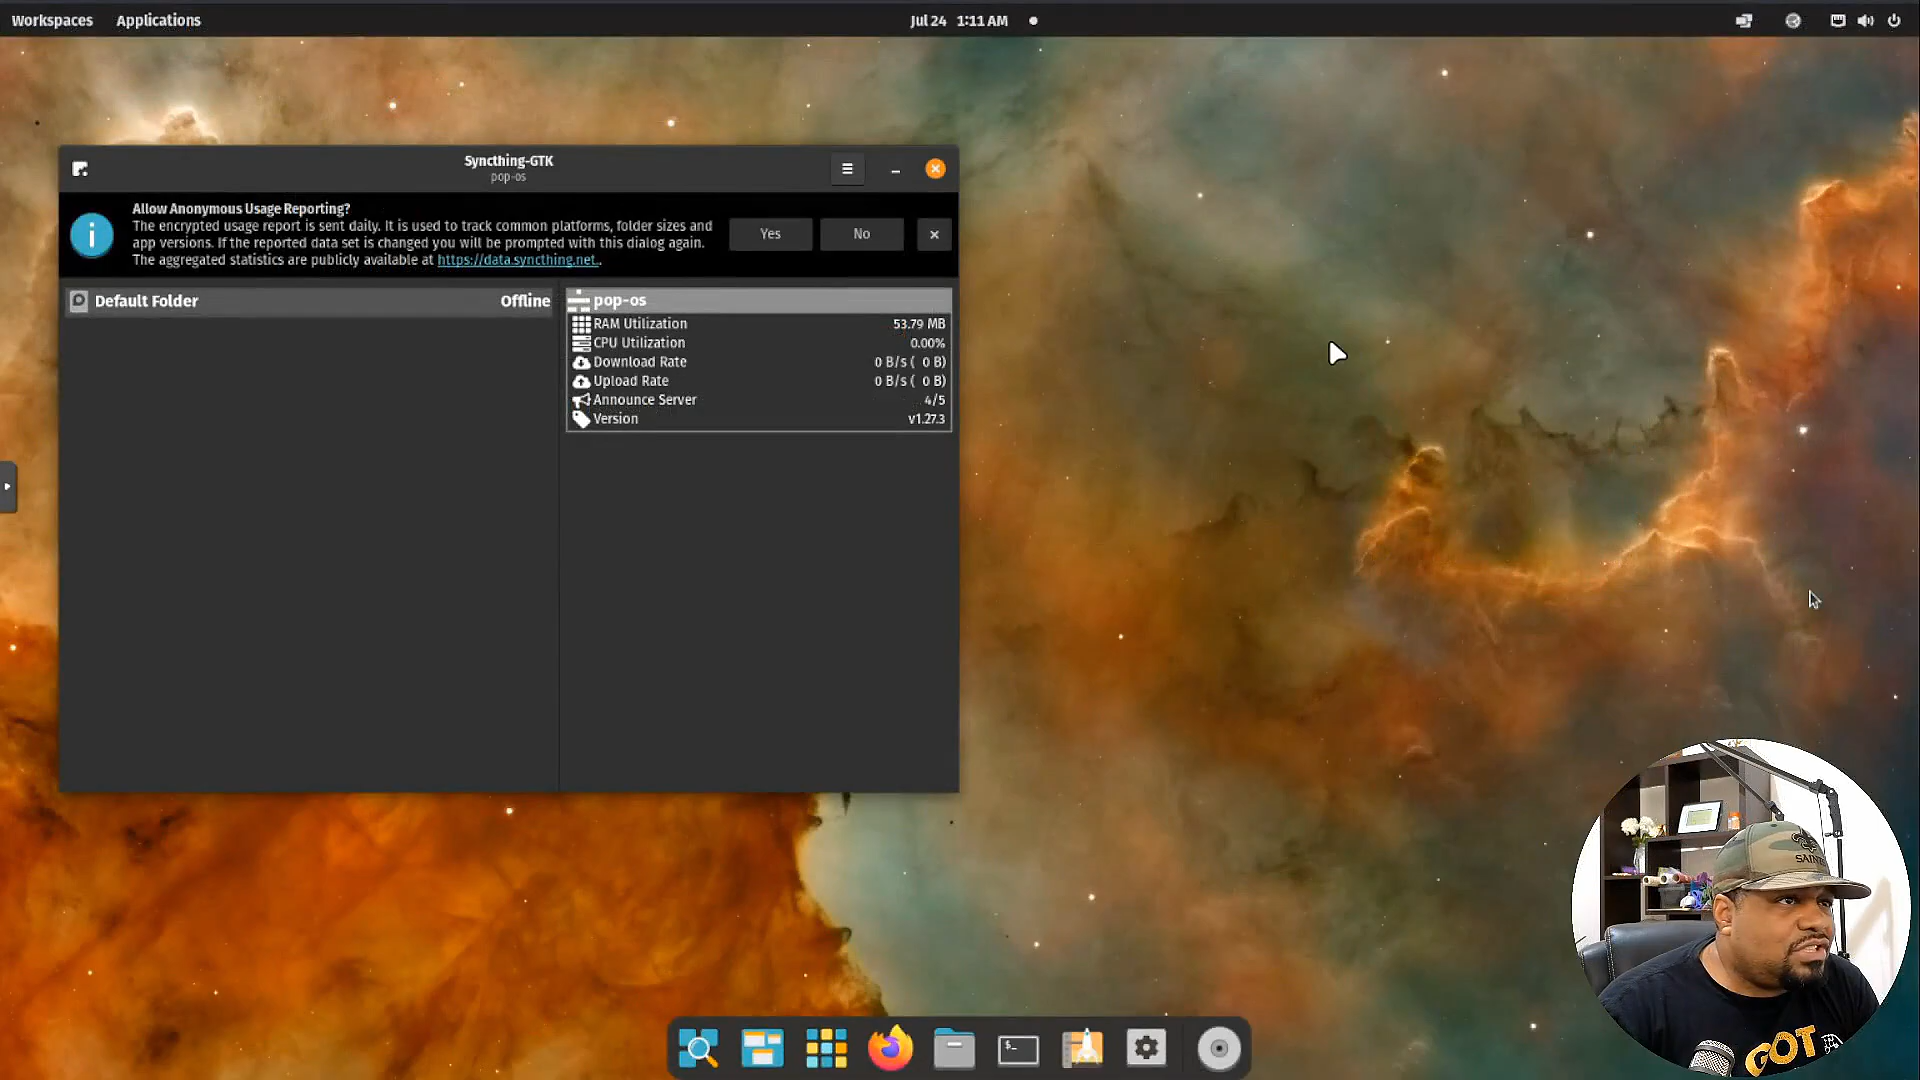 Workspaces Applications Jul 24 1:11 AM
Syncthing-GTK
pop-os
Allow Anonymous Usage Reporting?
The encrypted usage report is sent daily. It is used to track common platforms, folder sizes and
app versions. If the reported data set is changed you will be prompted with this dialog again.
The aggregated statistics are publicly available at https://data.syncthing.net..
Yes No
Default Folder Offline
pop-os
RAM Utilization 53.79 MB
CPU Utilization 0.00%
Download Rate 0 B/s ( 0 B)
Upload Rate 0 B/s ( 0 B)
Announce Server 4/5
Version v1.27.3
$_
SAINTS
GOT